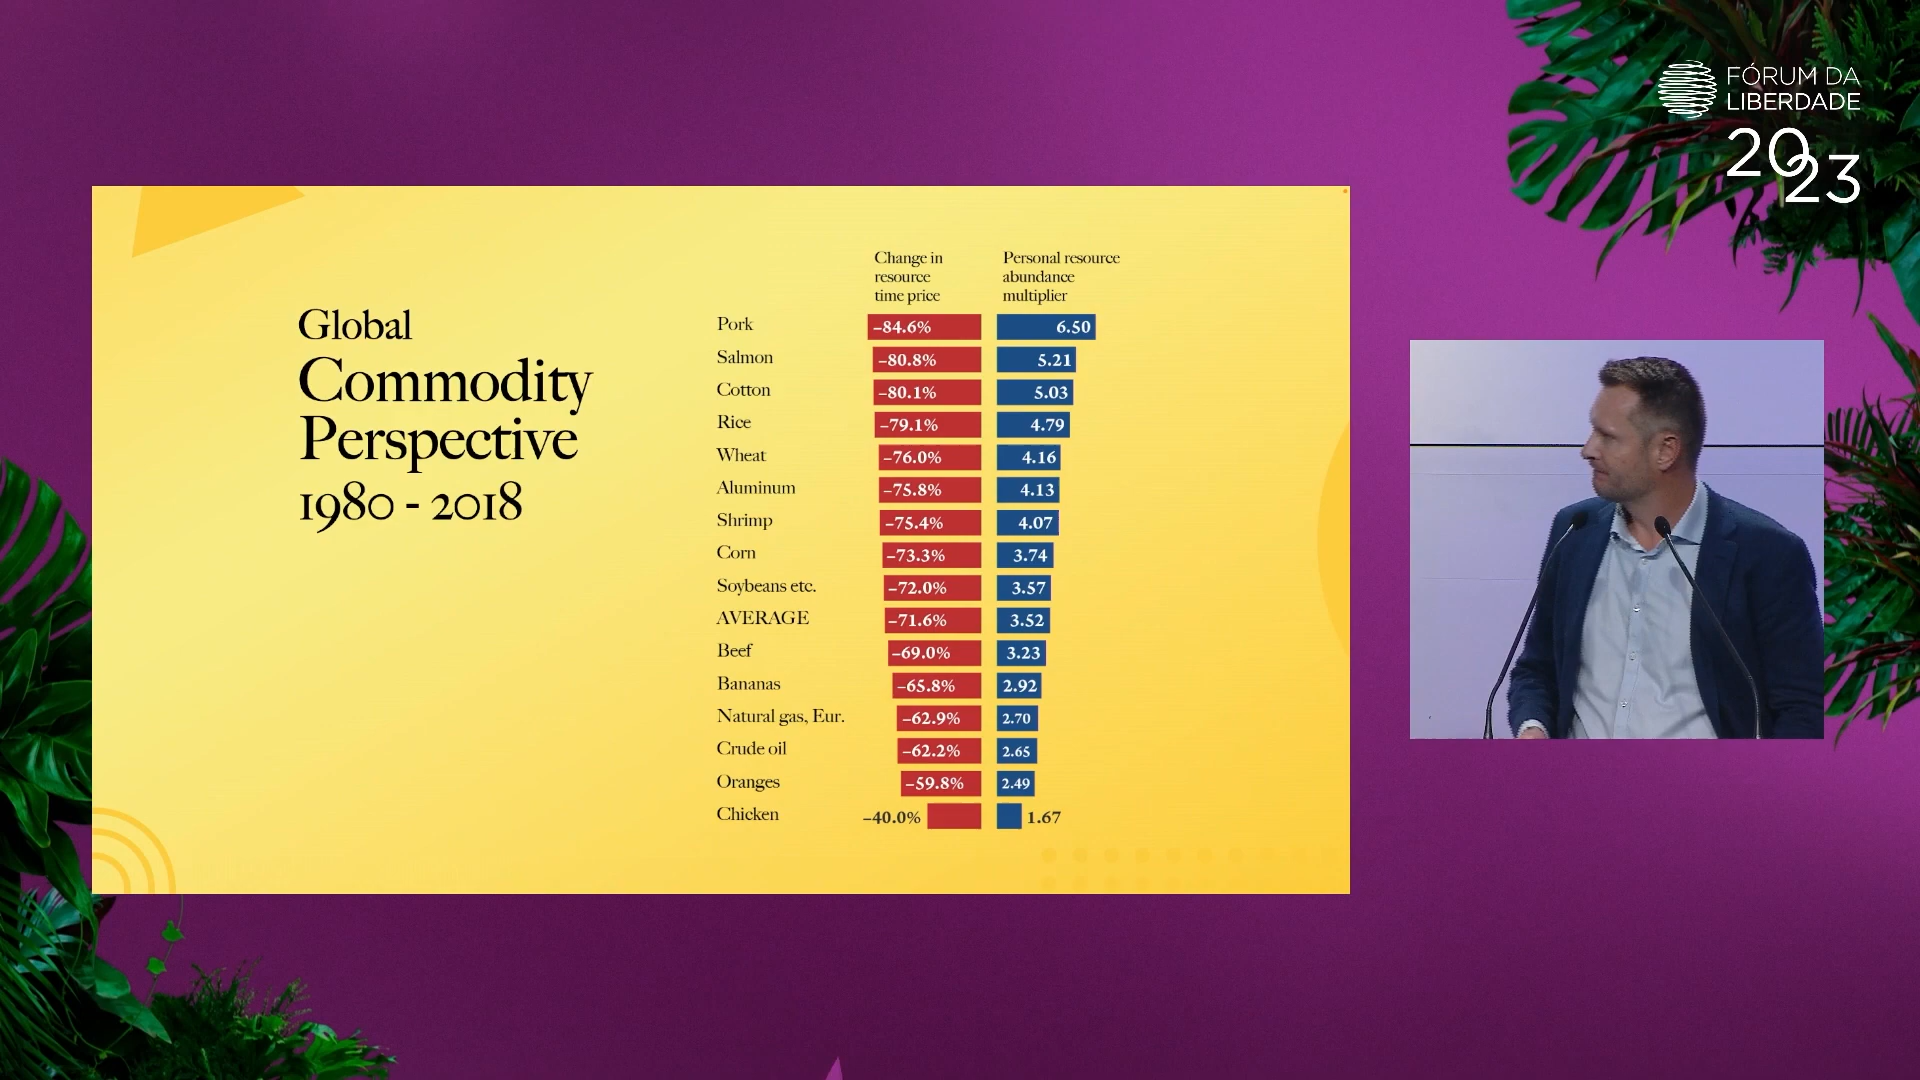 FÓRUM DA
LIBERDADE
2023
Global
Commodity
Perspective
1980 - 2018
Change in
resource
time price
Personal resource
abundance
multiplier
Pork –84.6% 6.50
Salmon –80.8% 5.21
Cotton –80.1% 5.03
Rice –79.1% 4.79
Wheat –76.0% 4.16
Aluminum –75.8% 4.13
Shrimp –75.4% 4.07
Corn –73.3% 3.74
Soybeans etc. –72.0% 3.57
AVERAGE –71.6% 3.52
Beef –69.0% 3.23
Bananas –65.8% 2.92
Natural gas, Eur. –62.9% 2.70
Crude oil –62.2% 2.65
Oranges –59.8% 2.49
Chicken –40.0% 1.67